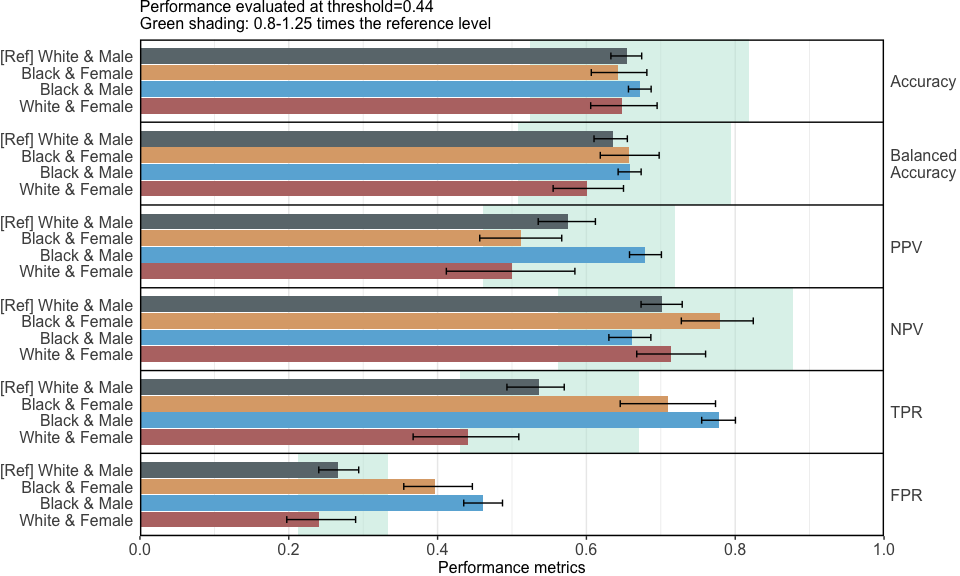 Performance evaluated at threshold=0.44
Green shading: 0.8-1.25 times the reference level
[Ref] White & Male
Black & Female
Black & Male
White & Female
Accuracy
[Ref] White & Male
Black & Female
Black & Male
White & Female
Balanced
Accuracy
[Ref] White & Male
Black & Female
Black & Male
White & Female
PPV
[Ref] White & Male
Black & Female
Black & Male
White & Female
NPV
[Ref] White & Male
Black & Female
Black & Male
White & Female
TPR
[Ref] White & Male
Black & Female
Black & Male
White & Female
FPR
0.0 0.2 0.4 0.6 0.8 1.0
Performance metrics